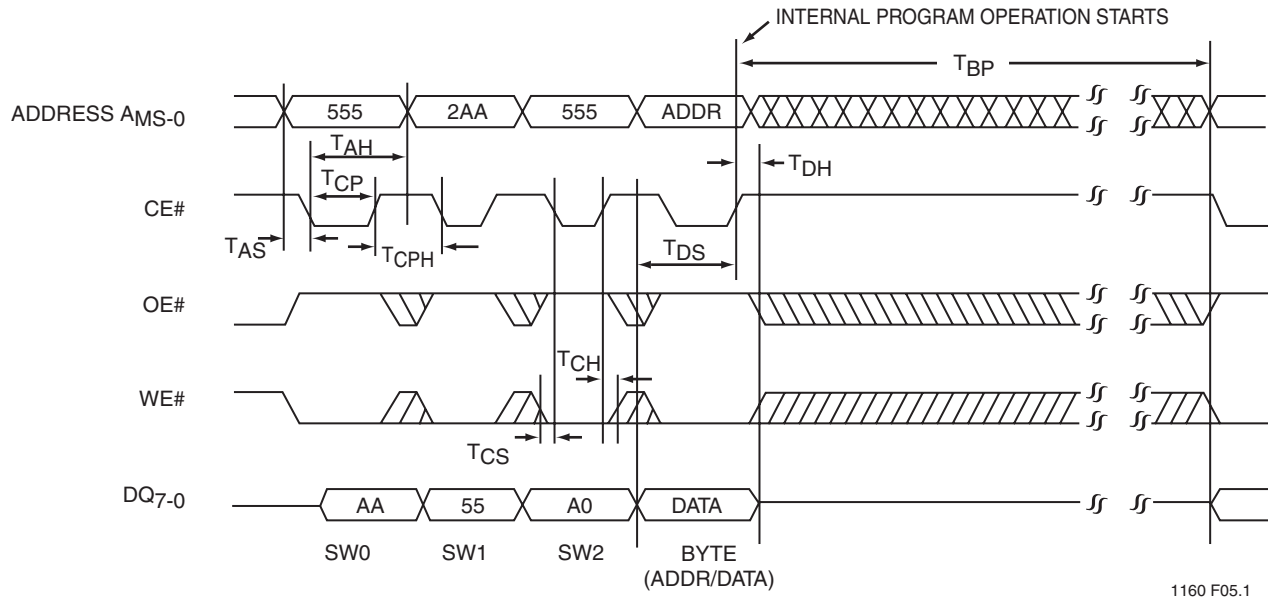 INTERNAL PROGRAM OPERATION STARTS
TBP
ADDRESS AMS-0
555
2AA
555
ADDR
TAH
TDH
TCP
CE#
TAS
TCPH
TDS
OE#
TCH
WE#
TCS
DQ7-0
AA
55
A0
DATA
SW0
SW1
SW2
BYTE
(ADDR/DATA)
1160 F05.1